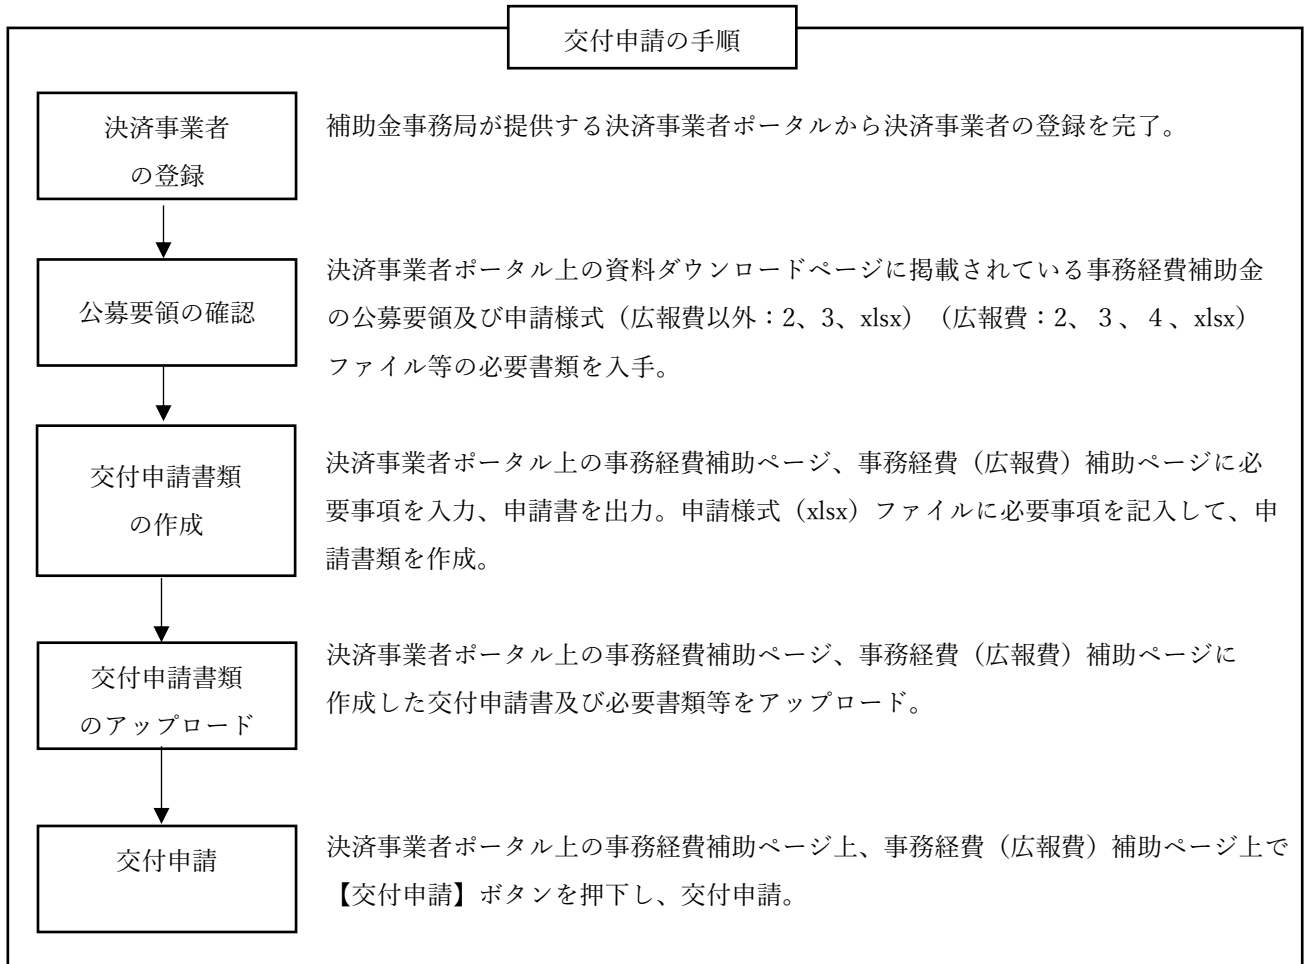 交付申請の手順
決済事業者
の登録
補助金事務局が提供する決済事業者ポータルから決済事業者の登録を完了。
公募要領の確認
決済事業者ポータル上の資料ダウンロードページに掲載されている事務経費補助金
の公募要領及び申請様式（広報費以外：2、3、xlsx）（広報費：2、３、４、xlsx）
ファイル等の必要書類を入手。
交付申請書類
の作成
決済事業者ポータル上の事務経費補助ページ、事務経費（広報費）補助ページに必
要事項を入力、申請書を出力。申請様式（xlsx）ファイルに必要事項を記入して、申
請書類を作成。
交付申請書類
のアップロード
決済事業者ポータル上の事務経費補助ページ、事務経費（広報費）補助ページに
作成した交付申請書及び必要書類等をアップロード。
交付申請
決済事業者ポータル上の事務経費補助ページ上、事務経費（広報費）補助ページ上で
【交付申請】ボタンを押下し、交付申請。